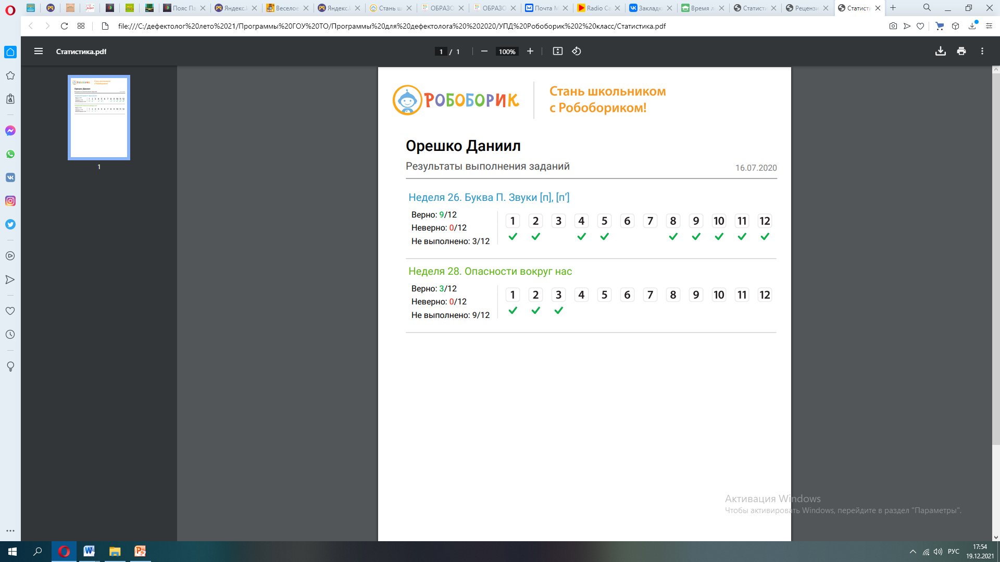 Пояс Па
Яндекс.
Веселое
Яндекс.
Стань ш
ОБРАЗО
ОБРАЗО
Почта M
Radio Ca
Закладк
Время л
Статисти
Рецензи
Статисти
file:///C:/дефектолог%20лето%2021/Программы%20ГОУ%20ТО/Программы%20для%20дефектолога%20%202020/УПД%20Робоборик%202%20класс/Статистика.pdf
Статистика.pdf
1 / 1
100%
1
РОБОБОРИК
Стань школьником
с Робобориком!
Орешко Даниил
Результаты выполнения заданий
16.07.2020
Неделя 26. Буква П. Звуки [п], [п’]
Верно: 9/12
Неверно: 0/12
Не выполнено: 3/12
1 2 3 4 5 6 7 8 9 10 11 12
Неделя 28. Опасности вокруг нас
Верно: 3/12
Неверно: 0/12
Не выполнено: 9/12
1 2 3 4 5 6 7 8 9 10 11 12
Активация Windows
Чтобы активировать Windows, перейдите в раздел "Параметры".
РУС
17:54
19.12.2021